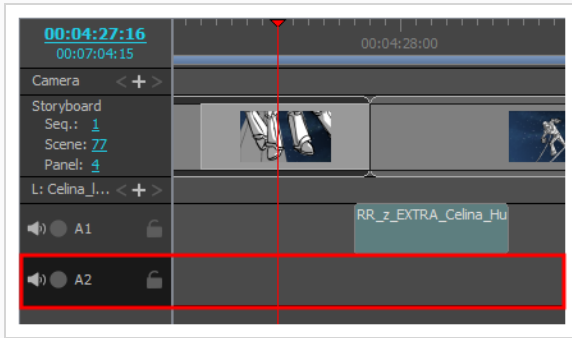 00:04:27:16
00:07:04:15
00:04:28:00
Camera
Storyboard
Seq.: 1
Scene: 77
Panel: 4
L: Celina_l...
RR_z_EXTRA_Celina_Hu
A1
A2